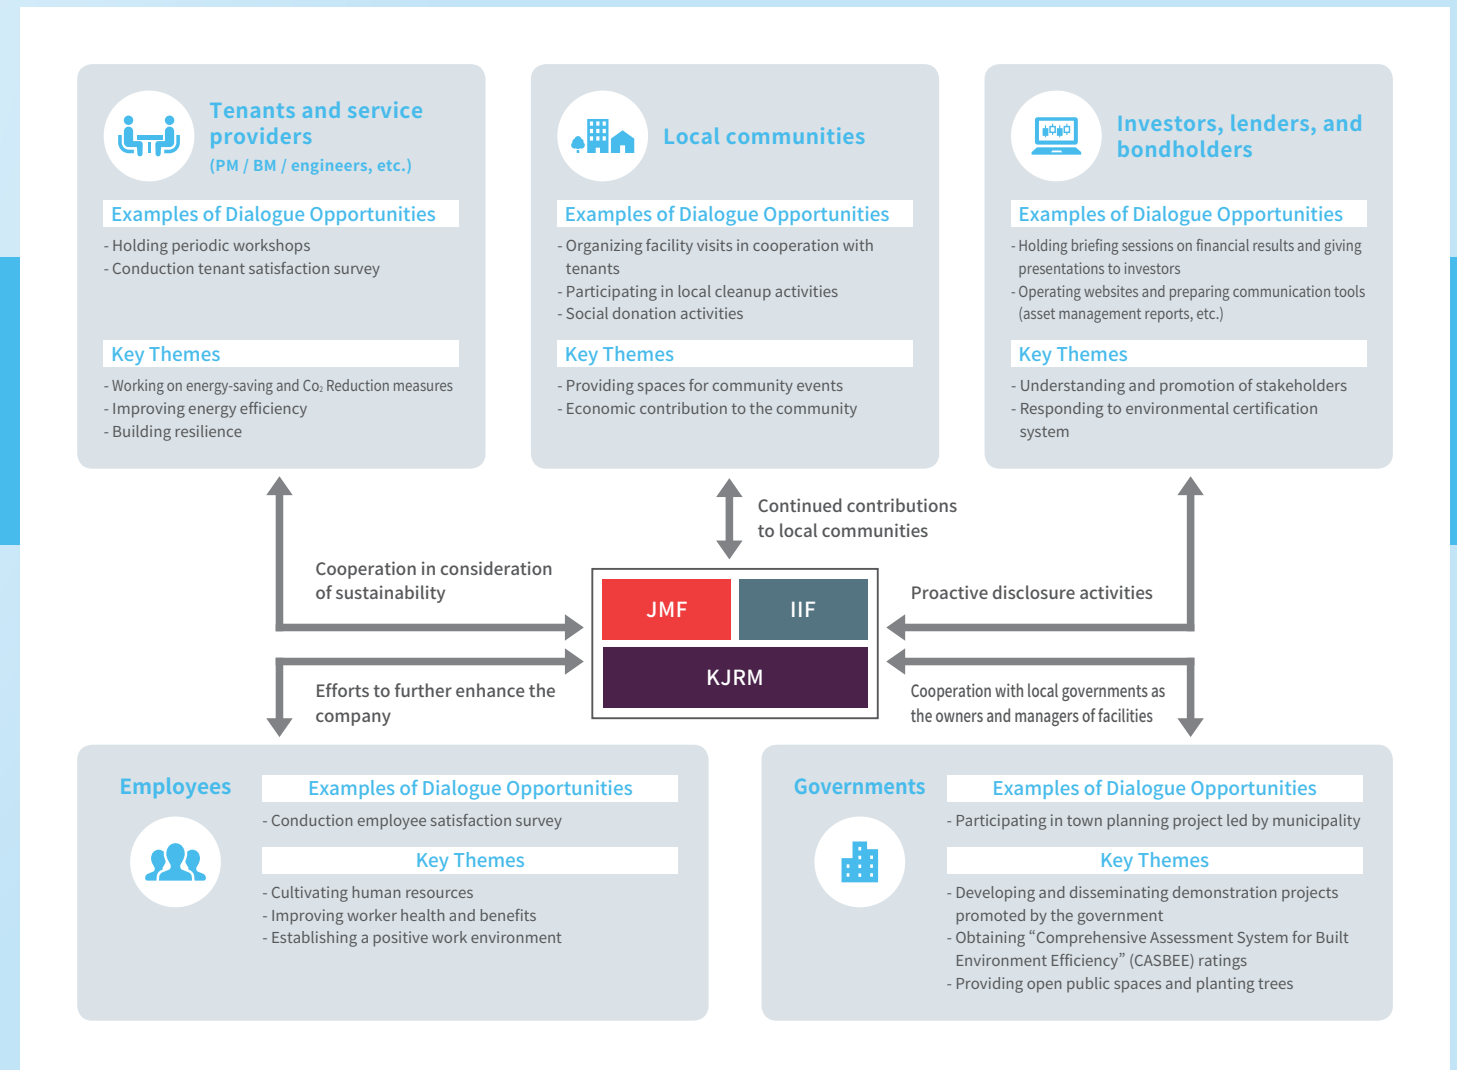 Tenants and service
providers
(PM / BM / engineers, etc.)
Examples of Dialogue Opportunities
- Holding periodic workshops
- Conduction tenant satisfaction survey
Key Themes
- Working on energy-saving and Co₂ Reduction measures
- Improving energy efficiency
- Building resilience
Local communities
Examples of Dialogue Opportunities
- Organizing facility visits in cooperation with
tenants
- Participating in local cleanup activities
- Social donation activities
Key Themes
- Providing spaces for community events
- Economic contribution to the community
Investors, lenders, and
bondholders
Examples of Dialogue Opportunities
- Holding briefing sessions on financial results and giving
presentations to investors
- Operating websites and preparing communication tools
(asset management reports, etc.)
Key Themes
- Understanding and promotion of stakeholders
- Responding to environmental certification
system
Continued contributions
to local communities
Cooperation in consideration
of sustainability
Proactive disclosure activities
JMF
IIF
KJRM
Efforts to further enhance the
company
Cooperation with local governments as
the owners and managers of facilities
Employees
Examples of Dialogue Opportunities
- Conduction employee satisfaction survey
Key Themes
- Cultivating human resources
- Improving worker health and benefits
- Establishing a positive work environment
Governments
Examples of Dialogue Opportunities
- Participating in town planning project led by municipality
Key Themes
- Developing and disseminating demonstration projects
promoted by the government
- Obtaining “Comprehensive Assessment System for Built
Environment Efficiency” (CASBEE) ratings
- Providing open public spaces and planting trees